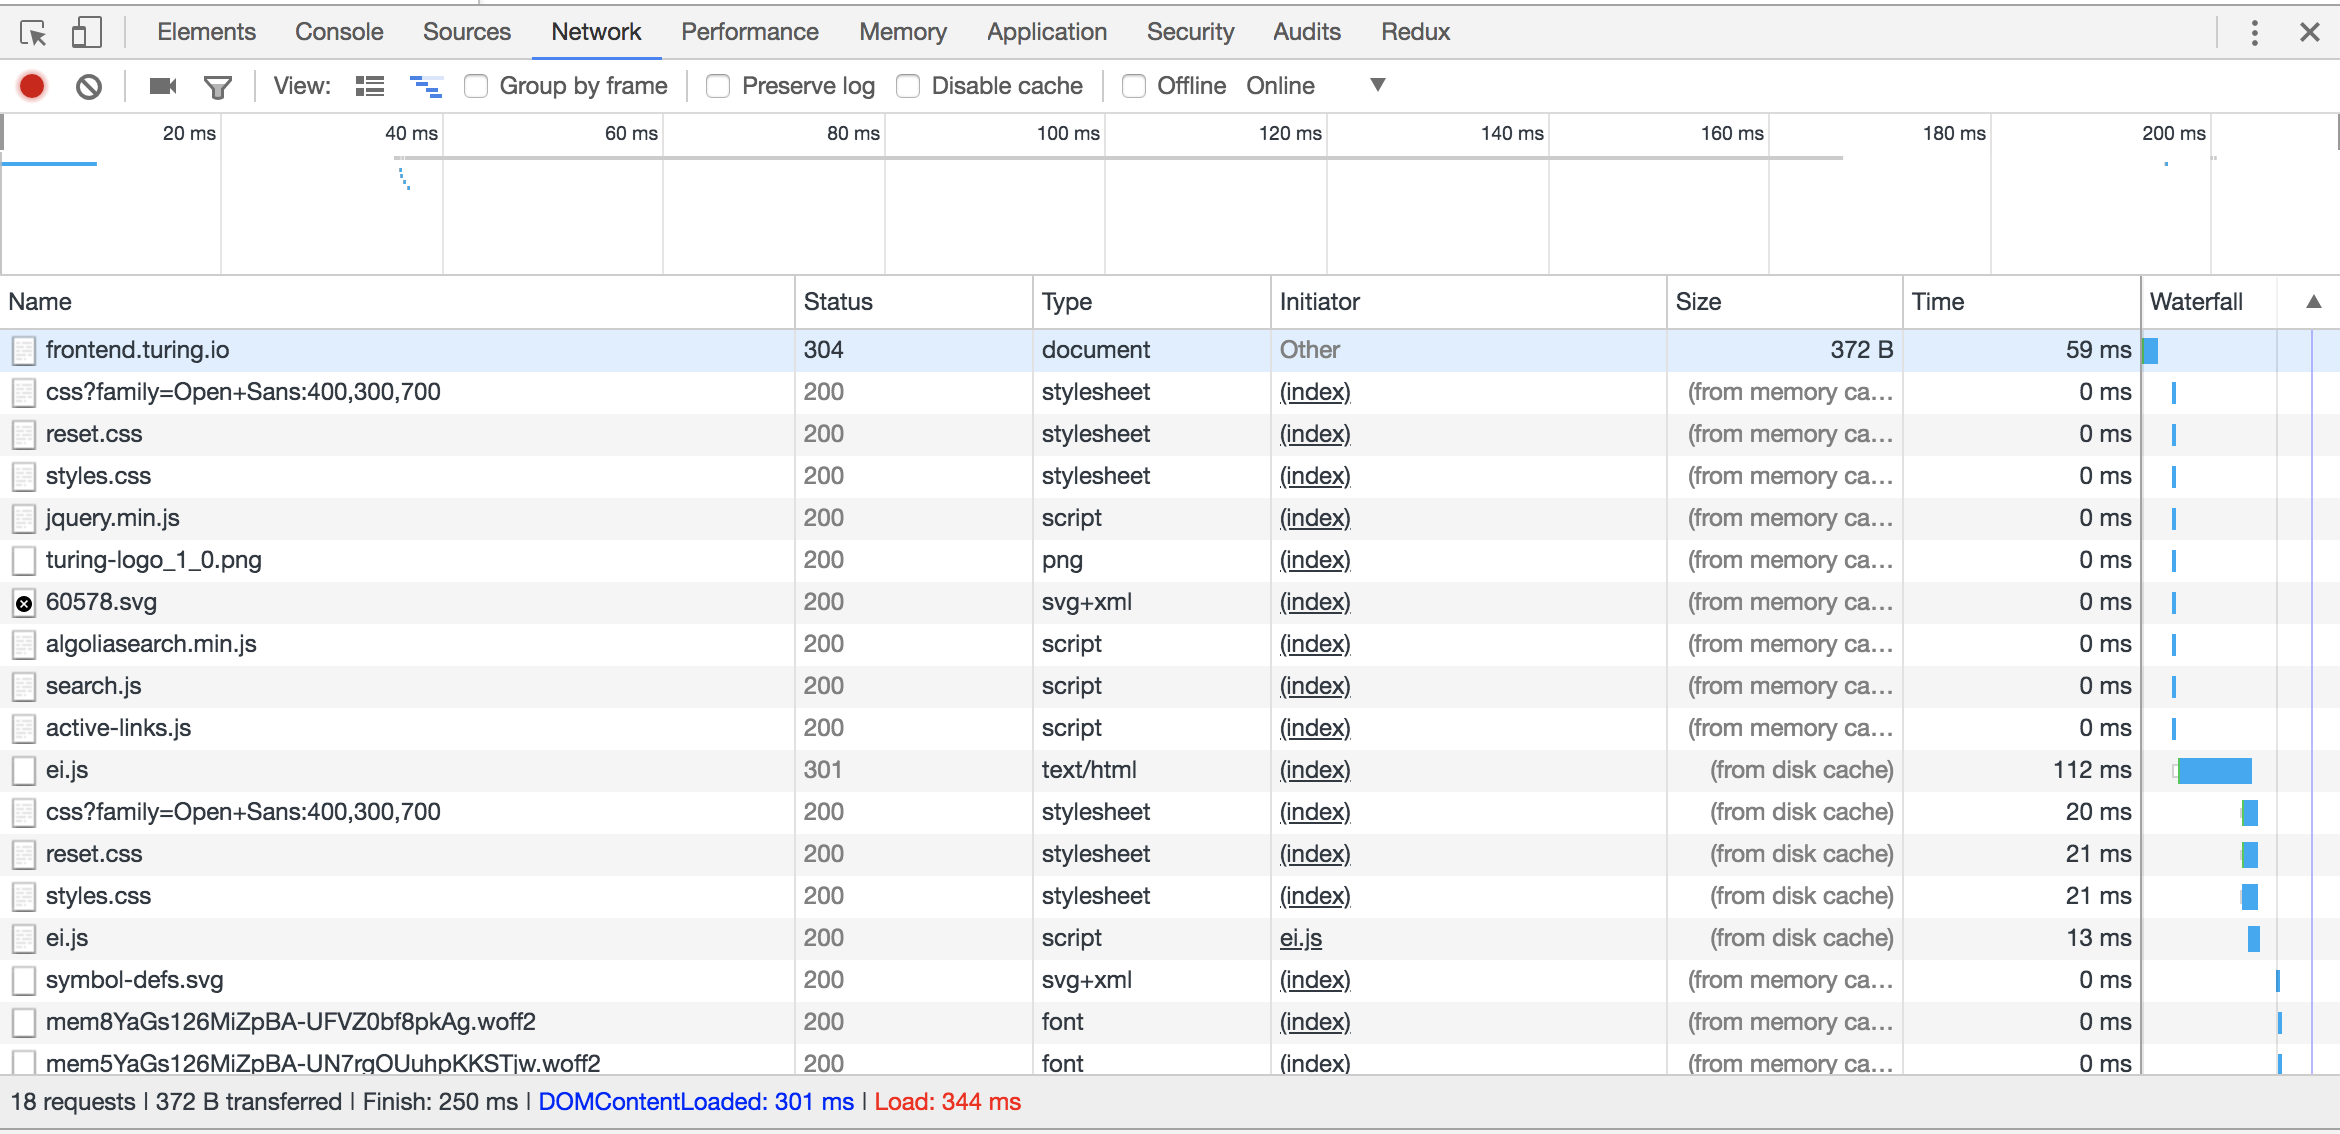 Elements Console Sources Network Performance Memory Application Security Audits Redux
View: Group by frame Preserve log Disable cache Offline Online
20 ms 40 ms 60 ms 80 ms 100 ms 120 ms 140 ms 160 ms 180 ms 200 ms
Name Status Type Initiator Size Time Waterfall
frontend.turing.io 304 document Other 372 B 59 ms
css?family=Open+Sans:400,300,700 200 stylesheet (index) (from memory ca… 0 ms
reset.css 200 stylesheet (index) (from memory ca… 0 ms
styles.css 200 stylesheet (index) (from memory ca… 0 ms
jquery.min.js 200 script (index) (from memory ca… 0 ms
turing-logo_1_0.png 200 png (index) (from memory ca… 0 ms
60578.svg 200 svg+xml (index) (from memory ca… 0 ms
algoliasearch.min.js 200 script (index) (from memory ca… 0 ms
search.js 200 script (index) (from memory ca… 0 ms
active-links.js 200 script (index) (from memory ca… 0 ms
ei.js 301 text/html (index) (from disk cache) 112 ms
css?family=Open+Sans:400,300,700 200 stylesheet (index) (from disk cache) 20 ms
reset.css 200 stylesheet (index) (from disk cache) 21 ms
styles.css 200 stylesheet (index) (from disk cache) 21 ms
ei.js 200 script ei.js (from disk cache) 13 ms
symbol-defs.svg 200 svg+xml (index) (from memory ca… 0 ms
mem8YaGs126MiZpBA-UFVZ0bf8pkAg.woff2 200 font (index) (from memory ca… 0 ms
mem5YaGs126MiZpBA-UN7rgOUuhpKKSTjw.woff2 200 font (index) (from memory ca… 0 ms
18 requests | 372 B transferred | Finish: 250 ms | DOMContentLoaded: 301 ms | Load: 344 ms